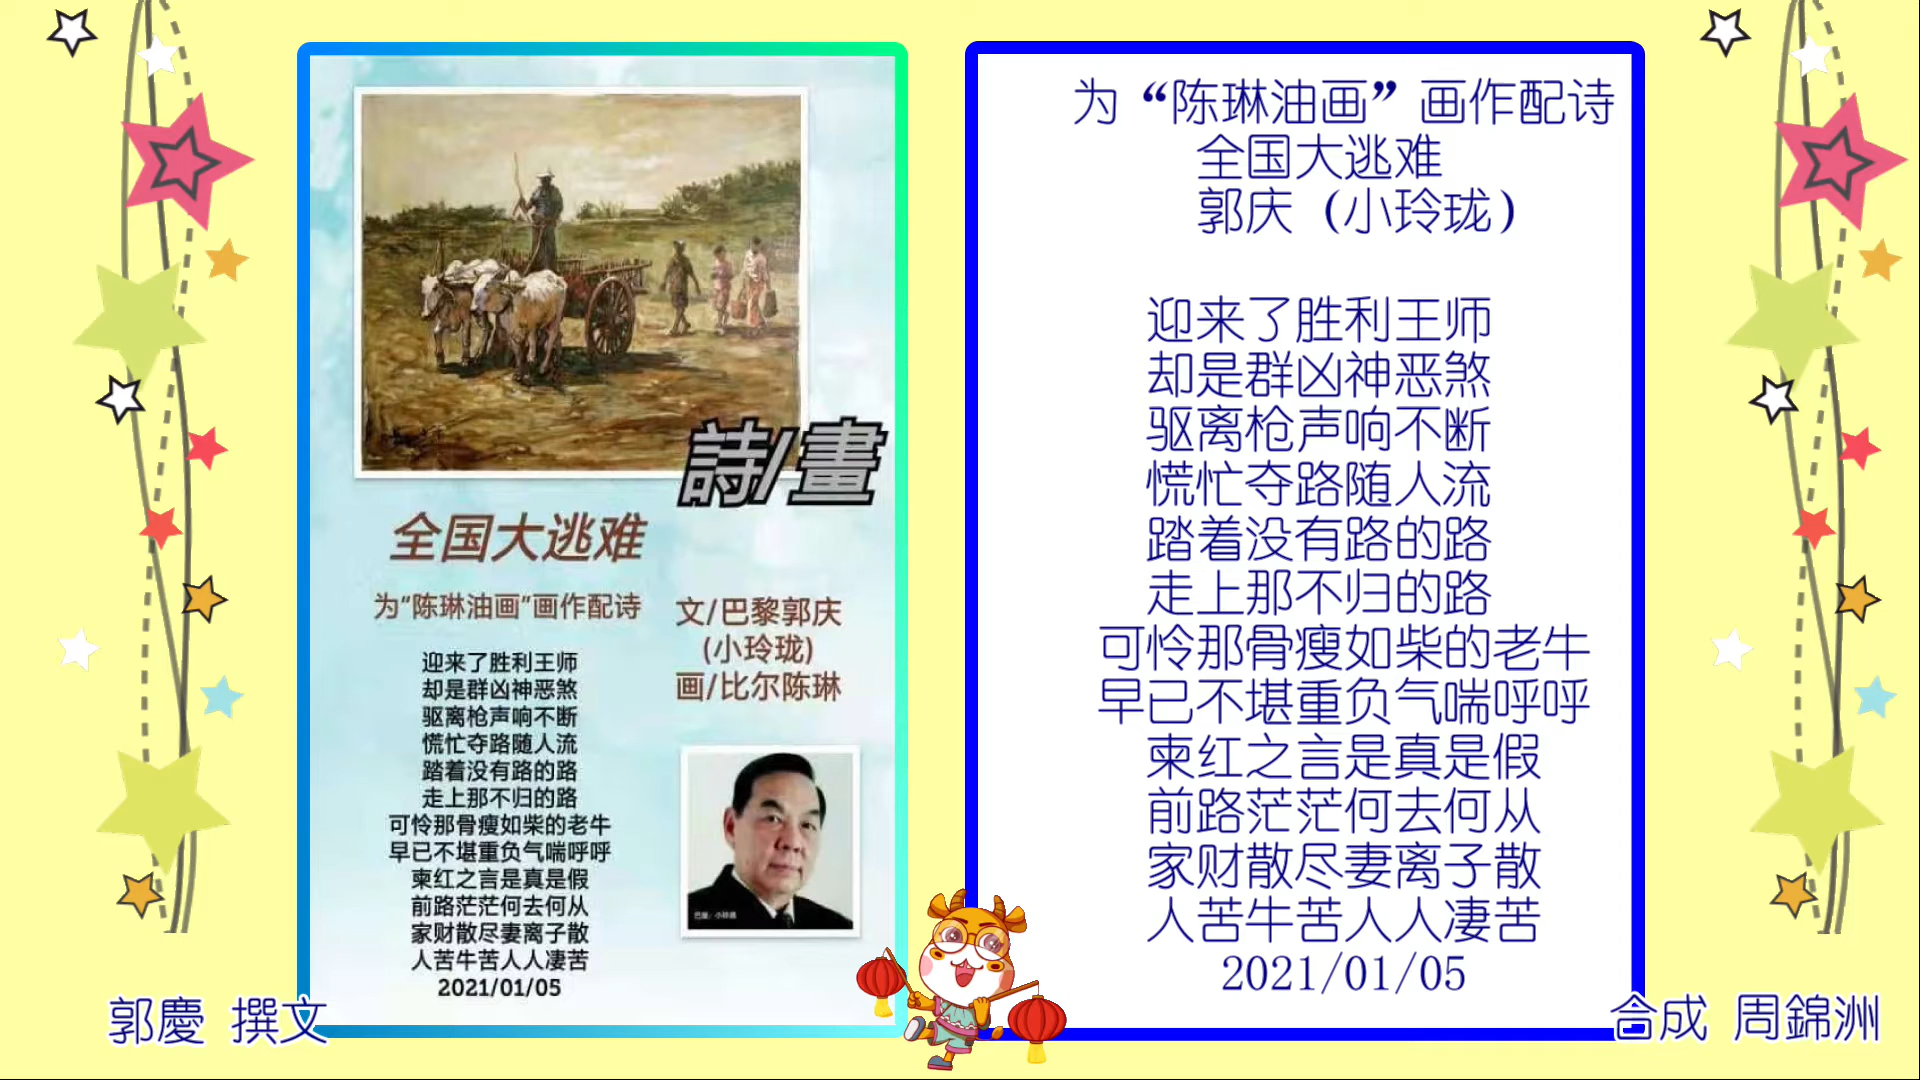 詩/畫
全国大逃难
为“陈琳油画”画作配诗
文/巴黎郭庆
(小玲珑)
画/比尔陈琳
迎来了胜利王师
却是群凶神恶煞
驱离枪声响不断
慌忙夺路随人流
踏着没有路的路
走上那不归的路
可怜那骨瘦如柴的老牛
早已不堪重负气喘呼呼
柬红之言是真是假
前路茫茫何去何从
家财散尽妻离子散
人苦牛苦人人凄苦
2021/01/05
为“陈琳油画”画作配诗
全国大逃难
郭庆（小玲珑）
迎来了胜利王师
却是群凶神恶煞
驱离枪声响不断
慌忙夺路随人流
踏着没有路的路
走上那不归的路
可怜那骨瘦如柴的老牛
早已不堪重负气喘呼呼
柬红之言是真是假
前路茫茫何去何从
家财散尽妻离子散
人苦牛苦人人凄苦
2021/01/05
郭慶 撰文
合成 周錦洲